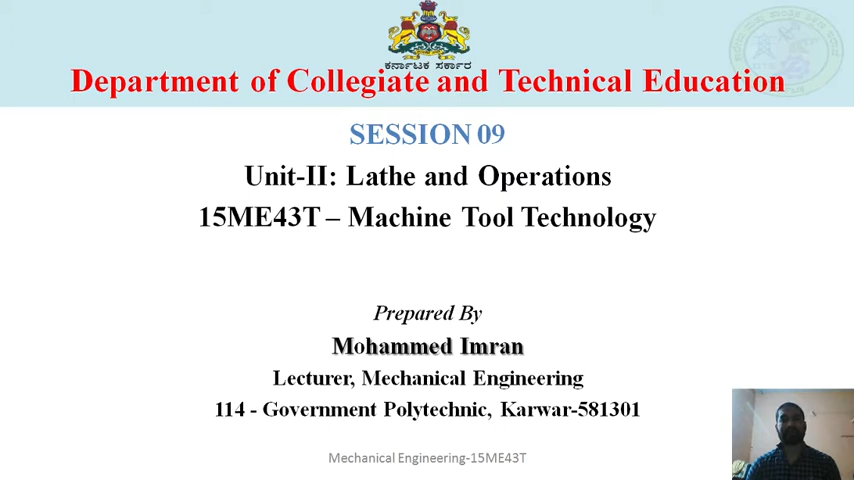 ಕರ್ನಾಟಕ ಸರ್ಕಾರ
Department of Collegiate and Technical Education
SESSION 09
Unit-II: Lathe and Operations
15ME43T – Machine Tool Technology
Prepared By
Mohammed Imran
Lecturer, Mechanical Engineering
114 - Government Polytechnic, Karwar-581301
Mechanical Engineering-15ME43T